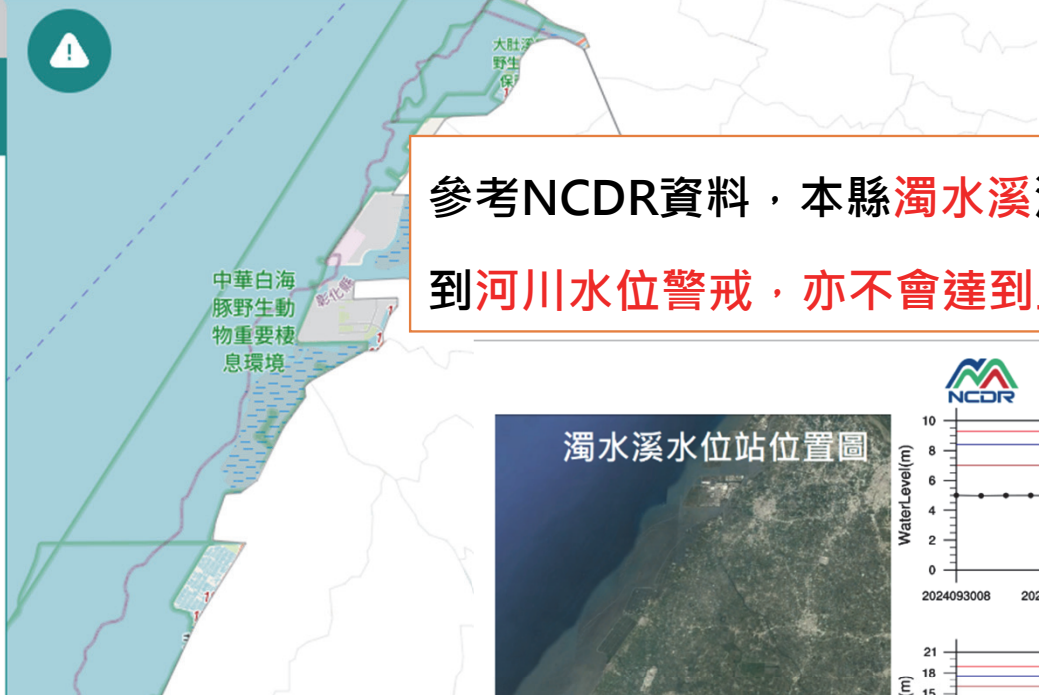 大肚溪
野生
保
參考NCDR資料，本縣濁水溪
到河川水位警戒，亦不會達到
中華白海
豚野生動
物重要棲
息環境
彰化縣
NCDR
濁水溪水位站位置圖
10
8
6
4
2
0
WaterLevel(m)
2024093008
202
21
18
15
(m)